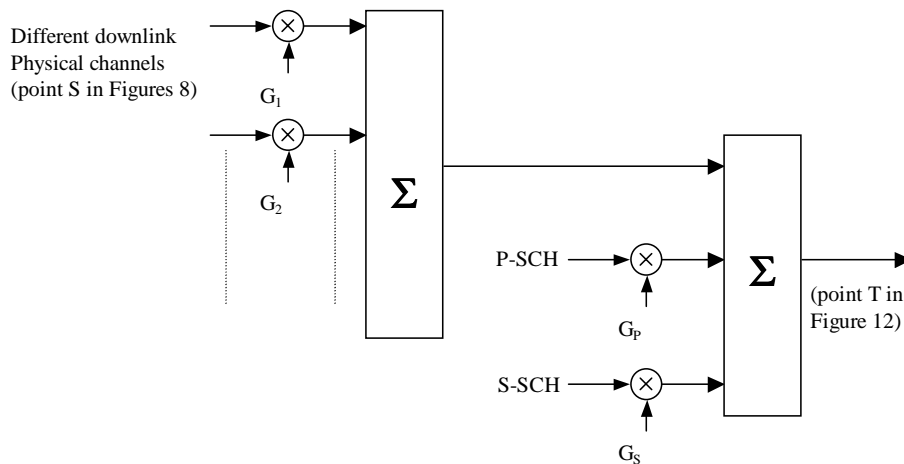 Different downlink
Physical channels
(point S in Figures 8)
G1
G2
Σ
P-SCH
GP
Σ
(point T in
Figure 12)
S-SCH
GS